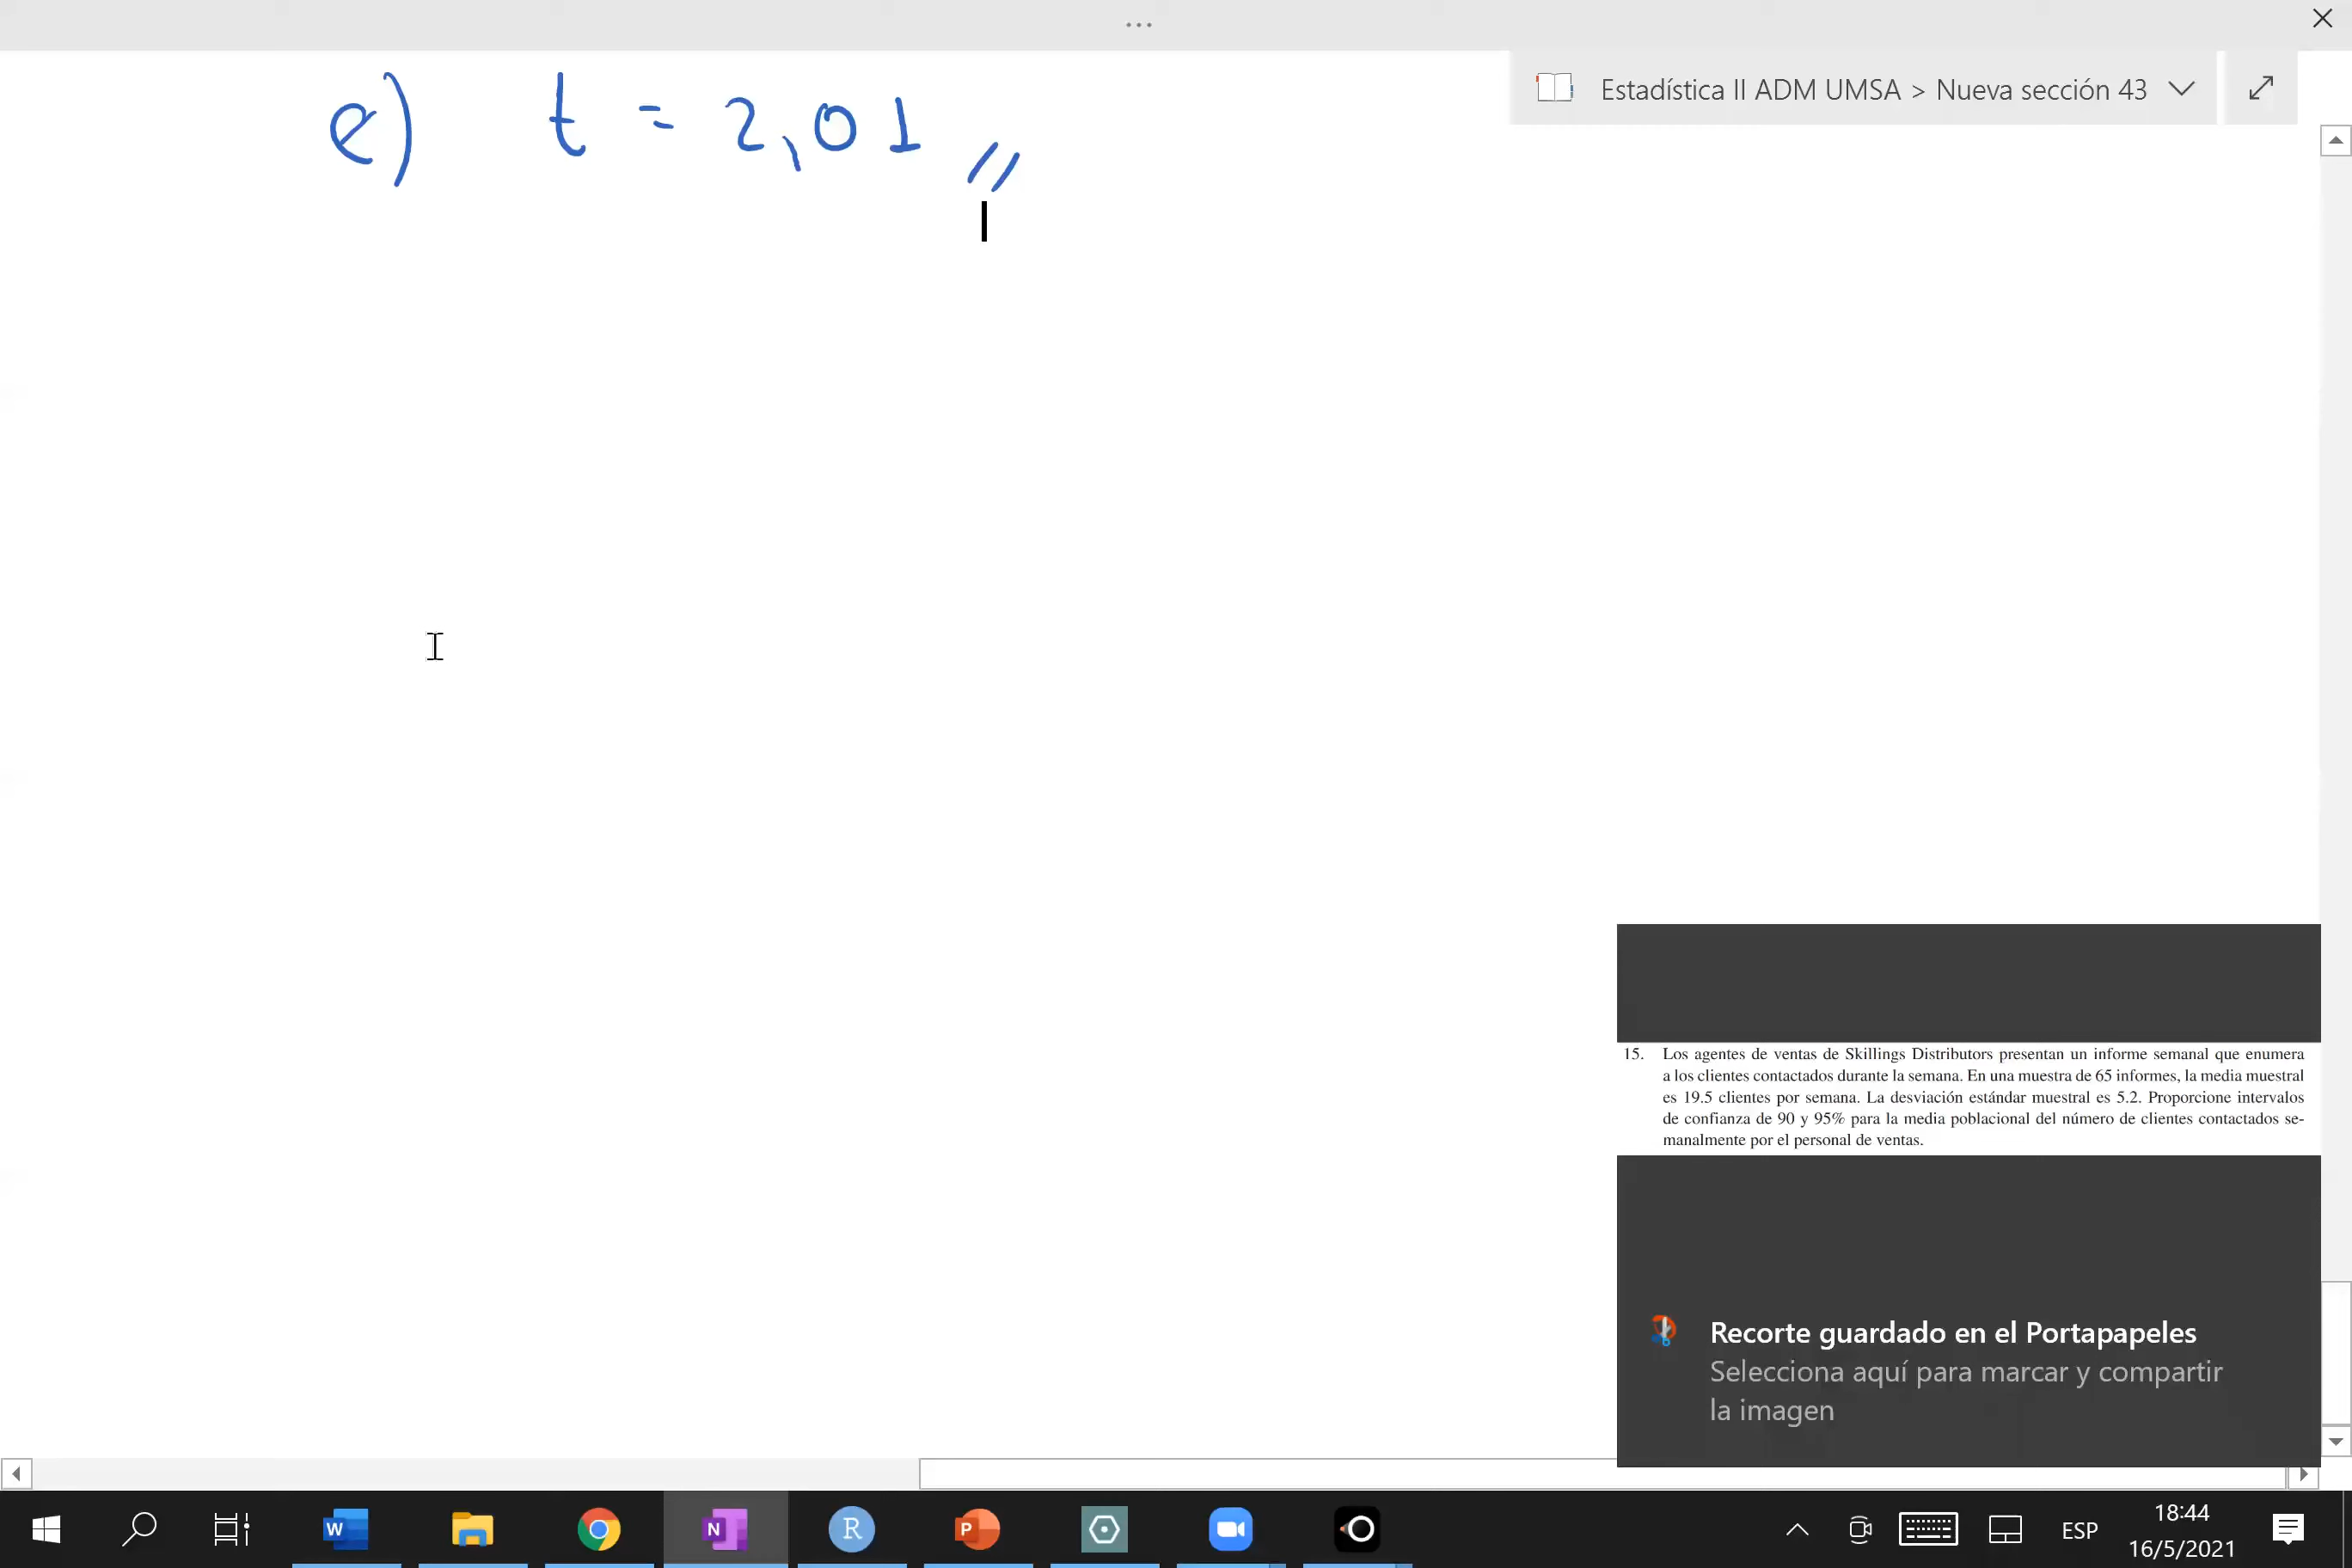 ...
e) t = 2,01 //
Estadística II ADM UMSA > Nueva sección 43
15. Los agentes de ventas de Skillings Distributors presentan un informe semanal que enumera
a los clientes contactados durante la semana. En una muestra de 65 informes, la media muestral
es 19.5 clientes por semana. La desviación estándar muestral es 5.2. Proporcione intervalos
de confianza de 90 y 95% para la media poblacional del número de clientes contactados se-
manalmente por el personal de ventas.
Recorte guardado en el Portapapeles
Selecciona aquí para marcar y compartir
la imagen
W
N
R
P
ESP
18:44
16/5/2021